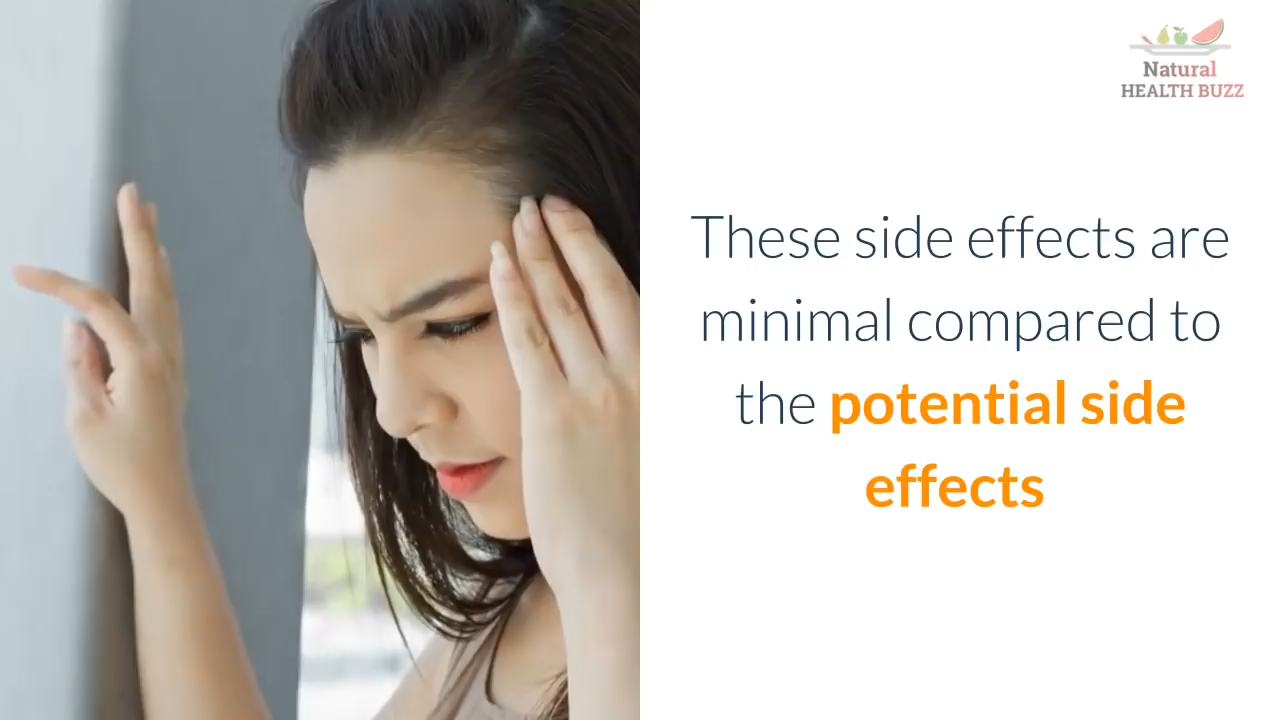 Natural
HEALTH BUZZ
These side effects are
minimal compared to
the potential side
effects